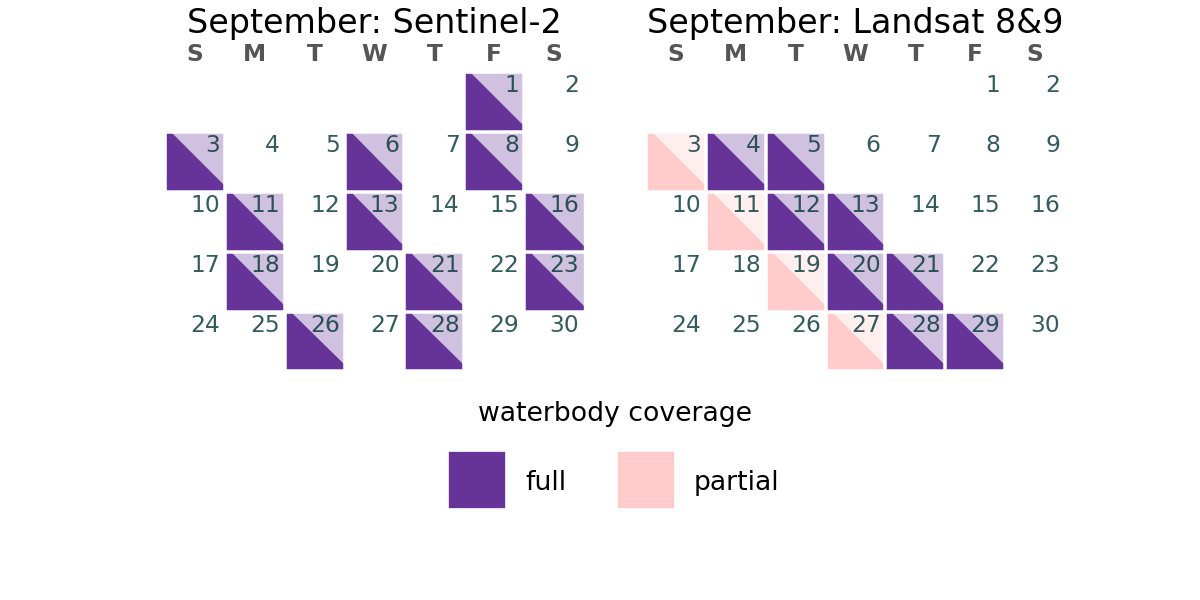 September: Sentinel-2
S M T W T F S
1 2
3 4 5 6 7 8 9
10 11 12 13 14 15 16
17 18 19 20 21 22 23
24 25 26 27 28 29 30
September: Landsat 8&9
S M T W T F S
1 2
3 4 5 6 7 8 9
10 11 12 13 14 15 16
17 18 19 20 21 22 23
24 25 26 27 28 29 30
waterbody coverage
full
partial